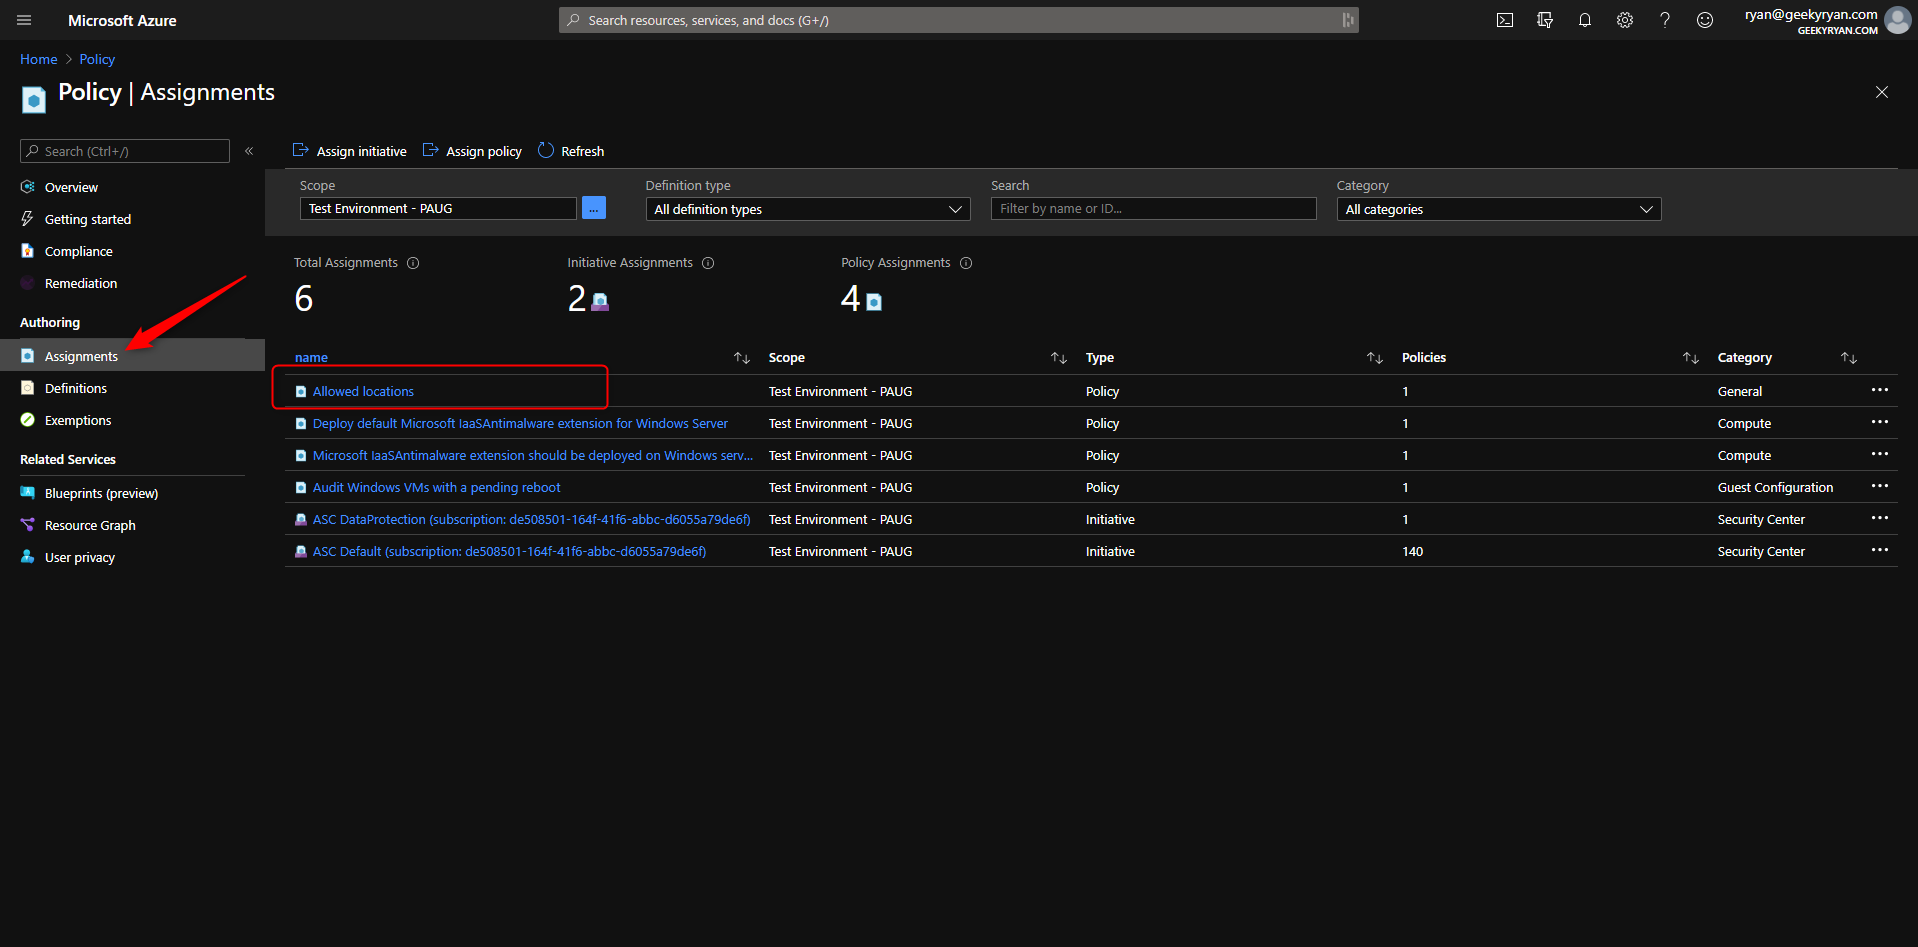 Microsoft Azure
Search resources, services, and docs (G+/)
ryan@geekyryan.com
GEEKYRYAN.COM
Home > Policy
Policy | Assignments
Search (Ctrl+/)
«
Assign initiative Assign policy Refresh
Overview
Getting started
Compliance
Remediation
Authoring
Assignments
Definitions
Exemptions
Related Services
Blueprints (preview)
Resource Graph
User privacy
Scope Definition type Search Category
Test Environment - PAUG ... All definition types Filter by name or ID... All categories
Total Assignments Initiative Assignments Policy Assignments
6 2 4
name Scope Type Policies Category
Allowed locations Test Environment - PAUG Policy 1 General ...
Deploy default Microsoft IaaSAntimalware extension for Windows Server Test Environment - PAUG Policy 1 Compute ...
Microsoft IaaSAntimalware extension should be deployed on Windows serv... Test Environment - PAUG Policy 1 Compute ...
Audit Windows VMs with a pending reboot Test Environment - PAUG Policy 1 Guest Configuration ...
ASC DataProtection (subscription: de508501-164f-41f6-abbc-d6055a79de6f) Test Environment - PAUG Initiative 1 Security Center ...
ASC Default (subscription: de508501-164f-41f6-abbc-d6055a79de6f) Test Environment - PAUG Initiative 140 Security Center ...